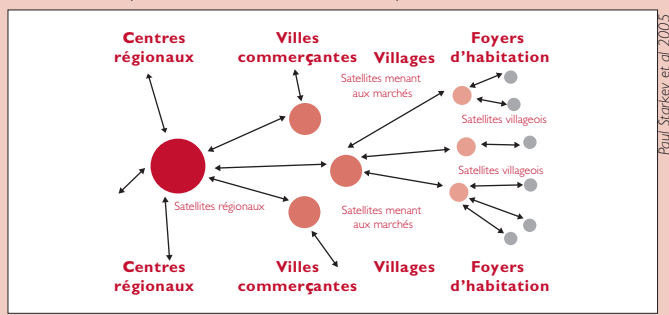 Centres
régionaux
Villes
commerçantes
Villages
Foyers
d'habitation
Satellites menant
aux marchés
Satellites villageois
Satellites villageois
Satellites régionaux
Satellites menant
aux marchés
Centres
régionaux
Villes
commerçantes
Villages
Foyers
d'habitation
Paul Starkey et al 2005